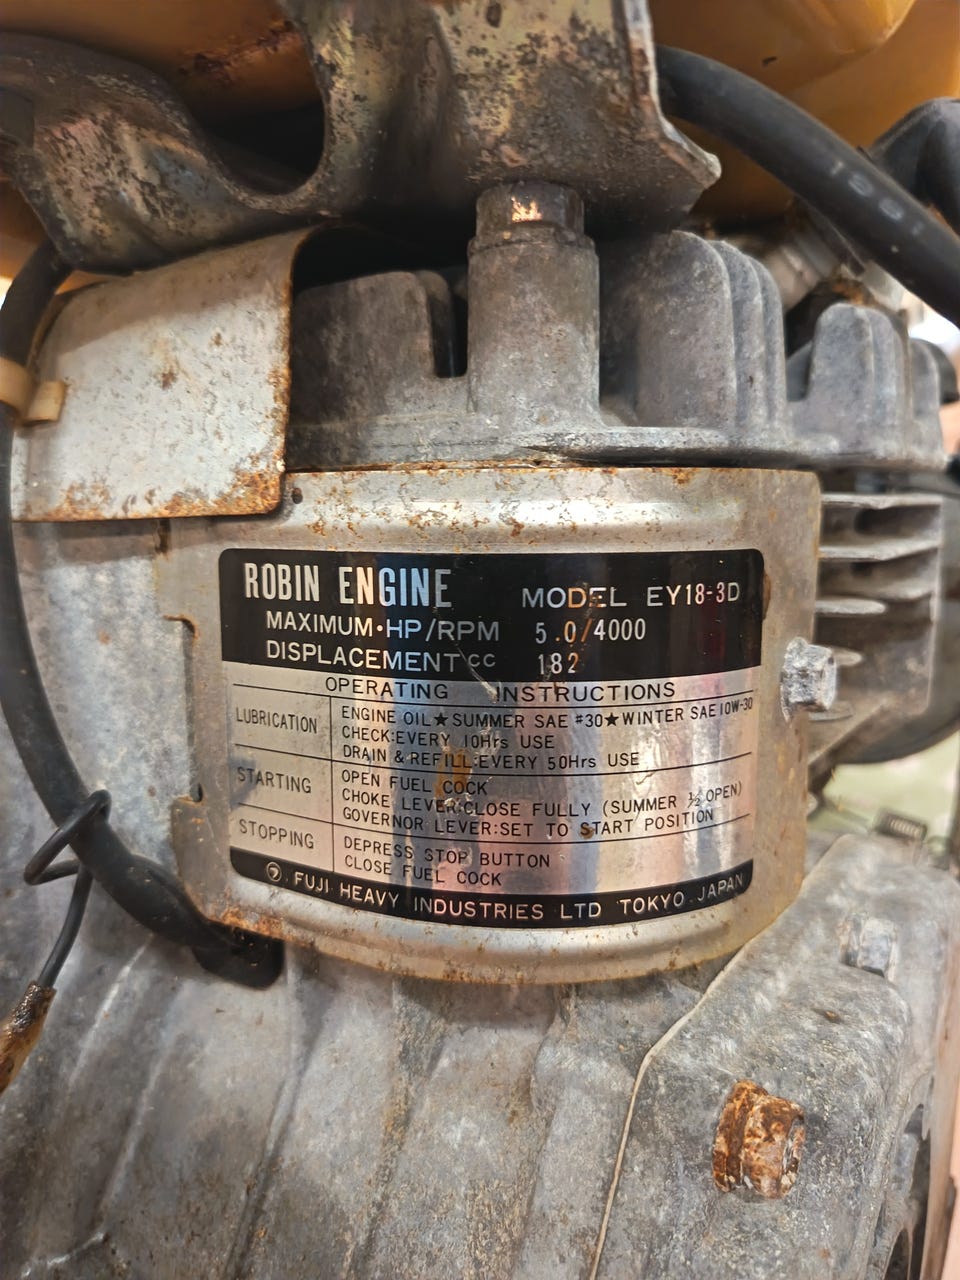 ROBIN ENGINE MODEL EY18-3D
MAXIMUM·HP/RPM 5.0/4000
DISPLACEMENT CC 182
OPERATING INSTRUCTIONS
LUBRICATION
ENGINE OIL★SUMMER SAE #30★WINTER SAE 10W-30
CHECK:EVERY 10Hrs USE
DRAIN & REFILL:EVERY 50Hrs USE
STARTING
OPEN FUEL COCK
CHOKE LEVER:CLOSE FULLY (SUMMER ½ OPEN)
GOVERNOR LEVER:SET TO START POSITION
STOPPING
DEPRESS STOP BUTTON
CLOSE FUEL COCK
FUJI HEAVY INDUSTRIES LTD TOKYO JAPAN